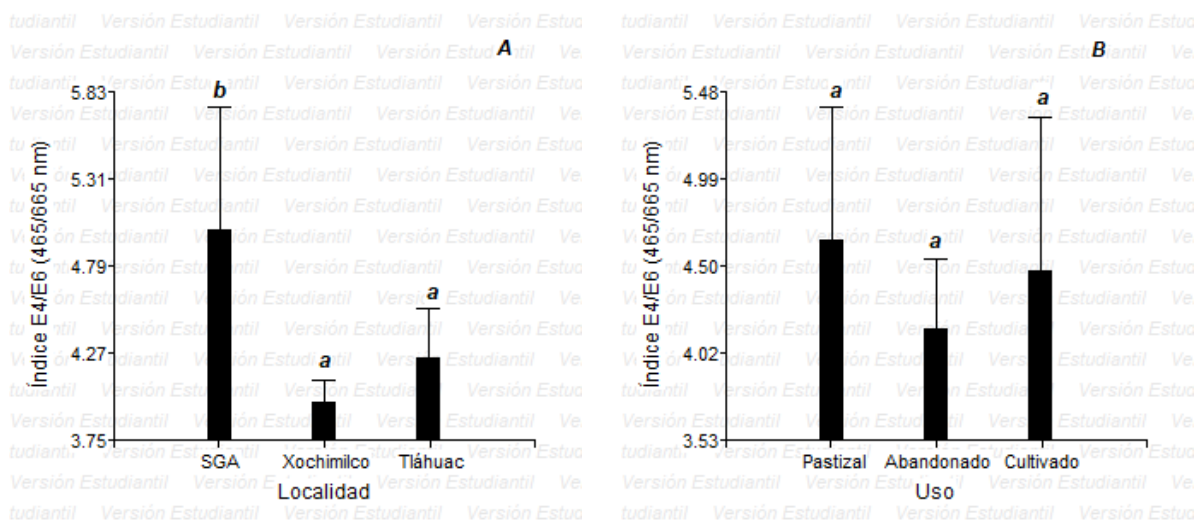 A
Índice E4/E6 (465/665 nm)
5.83
5.31
4.79
4.27
3.75
b
a
a
SGA Xochimilco Tláhuac
Localidad
B
Índice E4/E6 (465/665 nm)
5.48
4.99
4.50
4.02
3.53
a
a
a
Pastizal Abandonado Cultivado
Uso
Versión Estudiantil